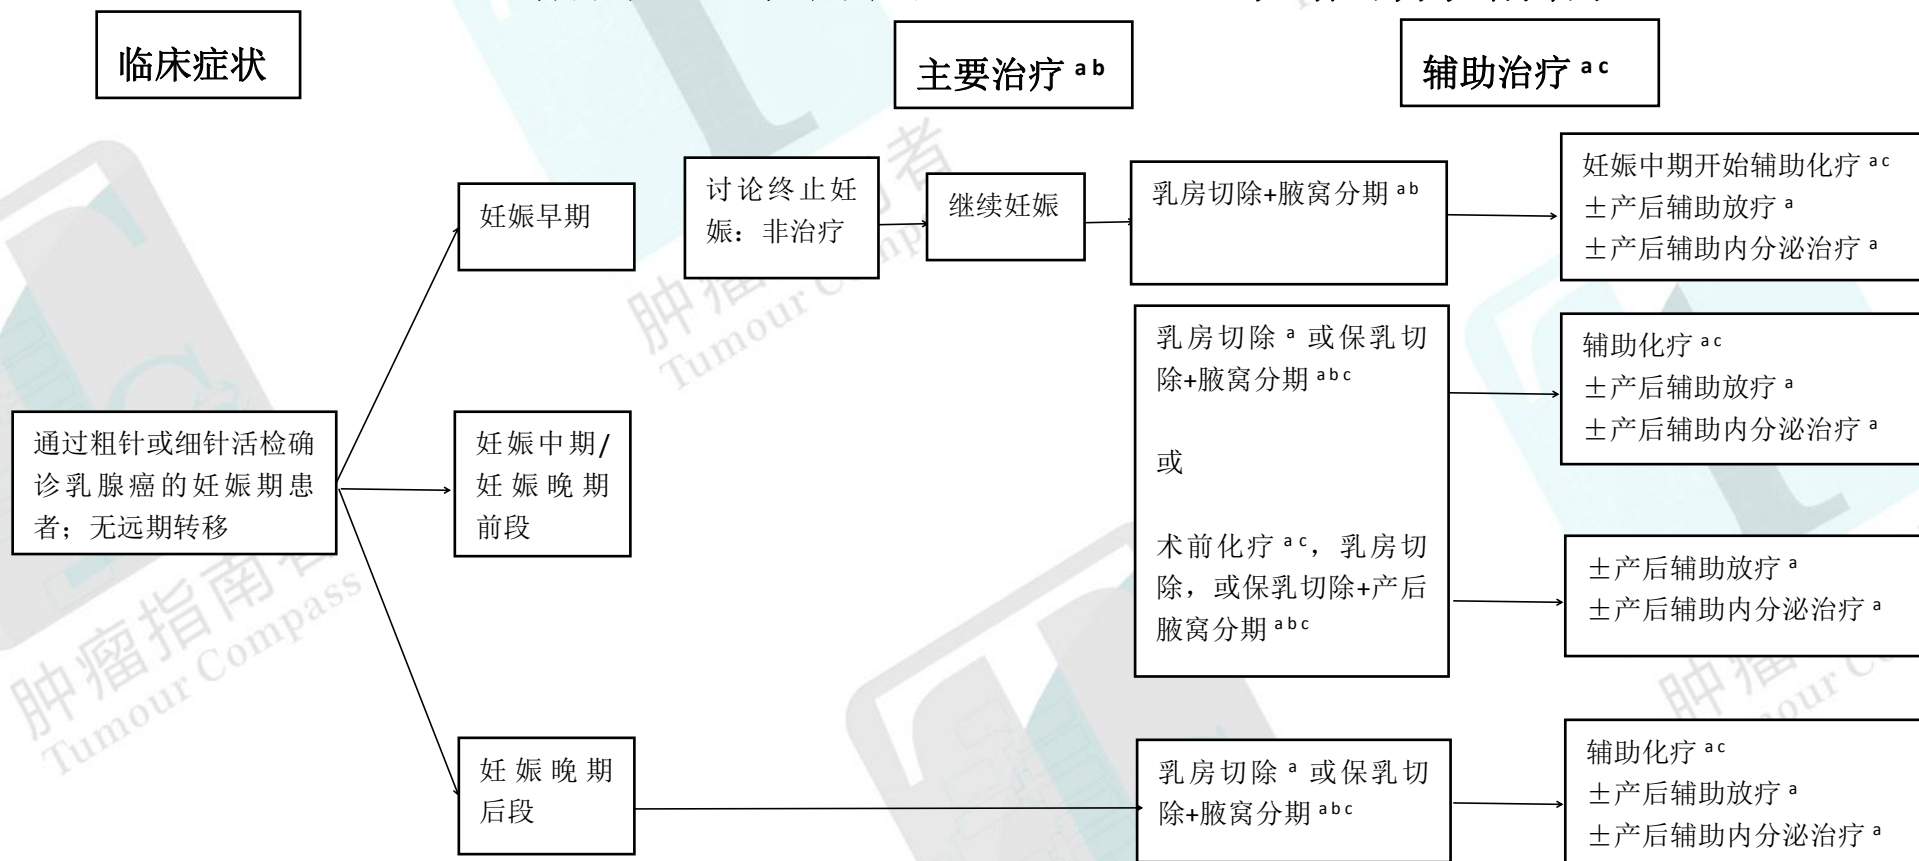 临床症状
主要治疗 a b
辅助治疗 a c
妊娠早期
讨论终止妊
娠：非治疗
继续妊娠
乳房切除+腋窝分期 a b
妊娠中期开始辅助化疗 a c
±产后辅助放疗 a
±产后辅助内分泌治疗 a
通过粗针或细针活检确
诊乳腺癌的妊娠期患
者；无远期转移
妊娠中期/
妊娠晚期
前段
乳房切除 a 或保乳切
除+腋窝分期 a b c
或
术前化疗 a c，乳房切
除，或保乳切除+产后
腋窝分期 a b c
辅助化疗 a c
±产后辅助放疗 a
±产后辅助内分泌治疗 a
±产后辅助放疗 a
±产后辅助内分泌治疗 a
妊娠晚期
后段
乳房切除 a 或保乳切
除+腋窝分期 a b c
辅助化疗 a c
±产后辅助放疗 a
±产后辅助内分泌治疗 a
肿瘤指南者
Tumour Compass